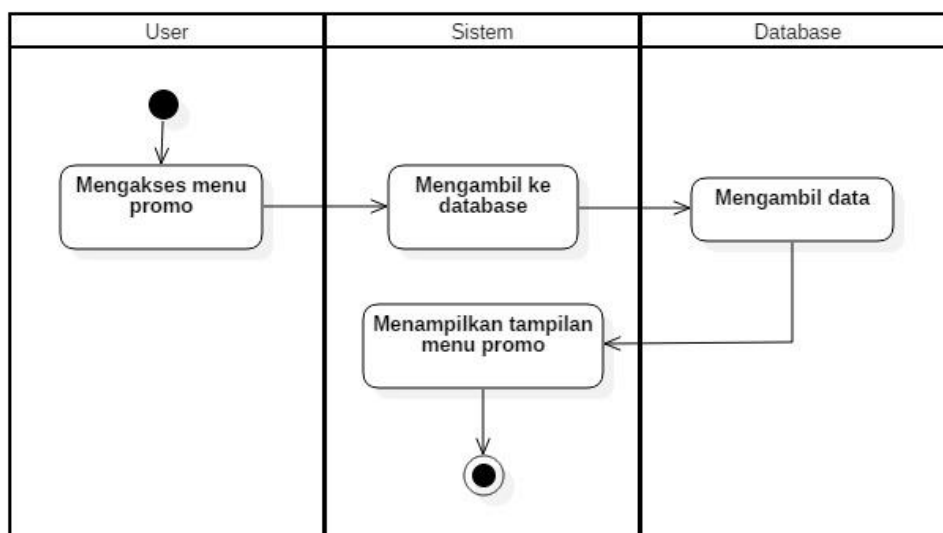 User
Sistem
Database
Mengakses menu
promo
Mengambil ke
database
Mengambil data
Menampilkan tampilan
menu promo